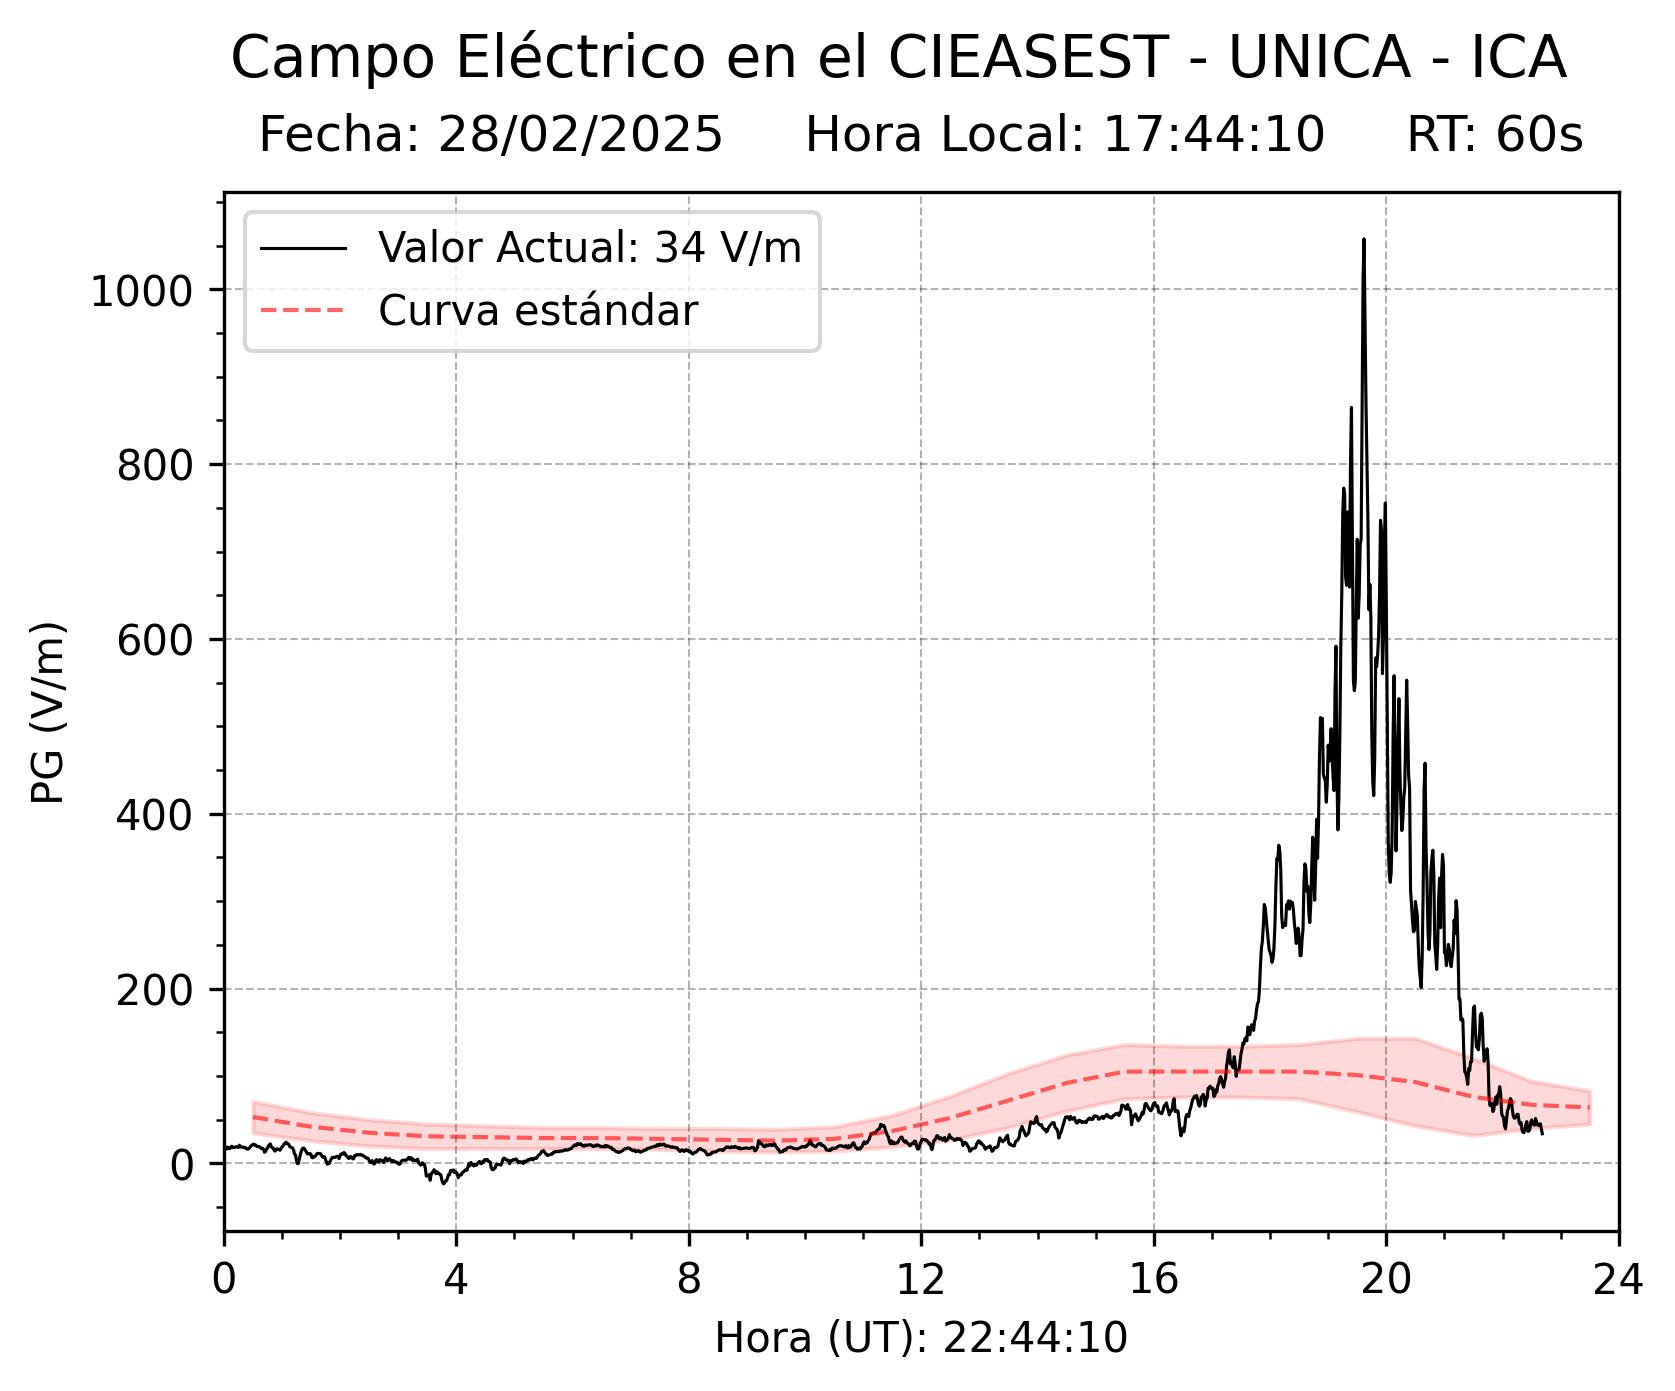 Campo Eléctrico en el CIEASEST - UNICA - ICA
Fecha: 28/02/2025 Hora Local: 17:44:10 RT: 60s
Valor Actual: 34 V/m
Curva estándar
PG (V/m)
1000
800
600
400
200
0
0 4 8 12 16 20 24
Hora (UT): 22:44:10